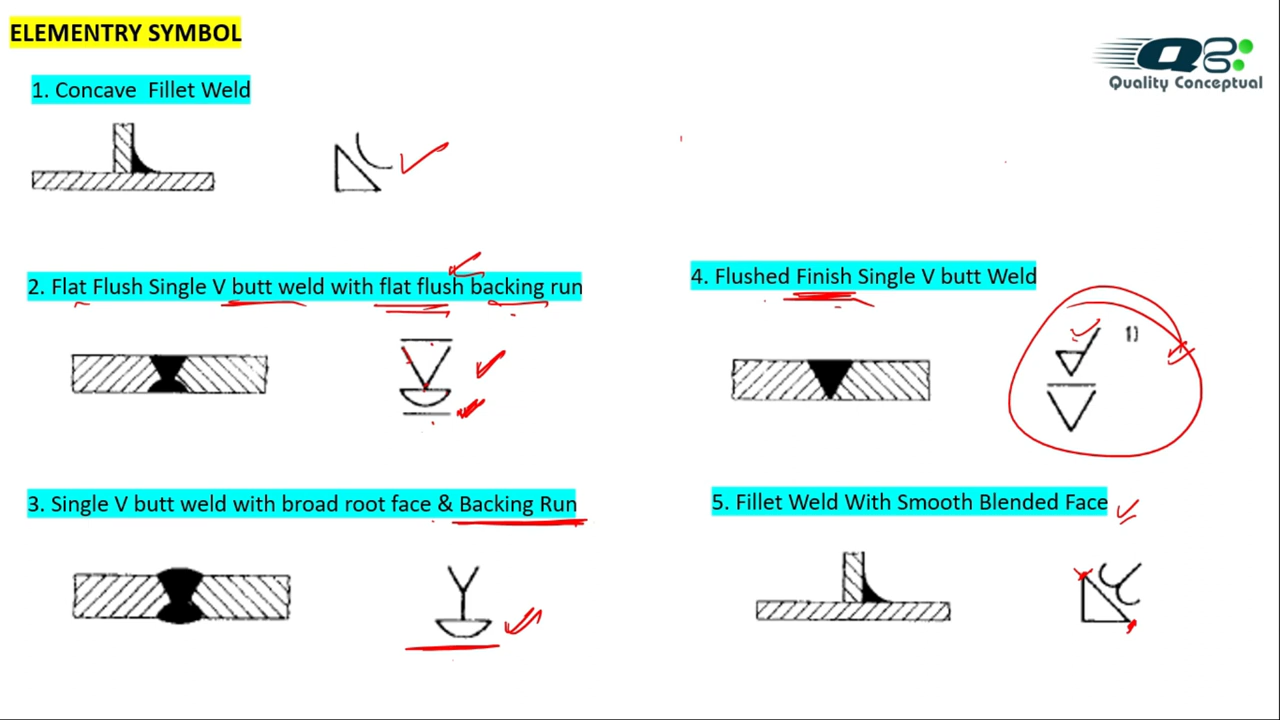 ELEMENTRY SYMBOL
Quality Conceptual
1. Concave Fillet Weld
2. Flat Flush Single V butt weld with flat flush backing run
4. Flushed Finish Single V butt Weld
1)
3. Single V butt weld with broad root face & Backing Run
5. Fillet Weld With Smooth Blended Face